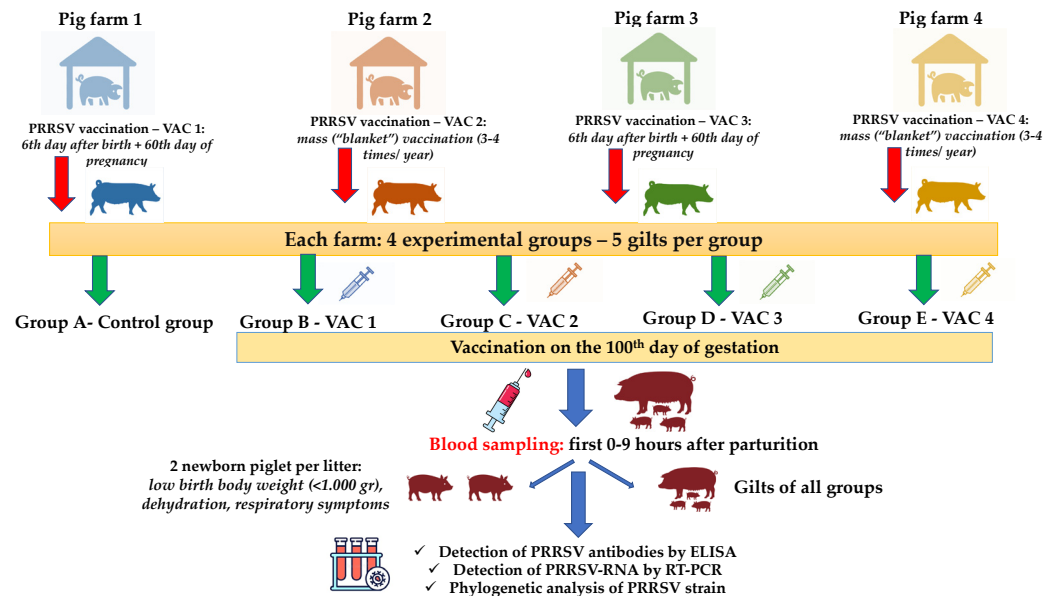 Pig farm 1
Pig farm 2
Pig farm 3
Pig farm 4
PRRSV vaccination – VAC 1:
6th day after birth + 60th day of
pregnancy
PRRSV vaccination – VAC 2:
mass (“blanket”) vaccination (3-4
times/ year)
PRRSV vaccination – VAC 3:
6th day after birth + 60th day of
pregnancy
PRRSV vaccination – VAC 4:
mass (“blanket”) vaccination (3-4
times/ year)
Each farm: 4 experimental groups – 5 gilts per group
Group A- Control group
Group B - VAC 1
Group C - VAC 2
Group D - VAC 3
Group E - VAC 4
Vaccination on the 100th day of gestation
Blood sampling: first 0-9 hours after parturition
2 newborn piglet per litter:
low birth body weight (<1.000 gr),
dehydration, respiratory symptoms
Gilts of all groups
✓ Detection of PRRSV antibodies by ELISA
✓ Detection of PRRSV-RNA by RT-PCR
✓ Phylogenetic analysis of PRRSV strain